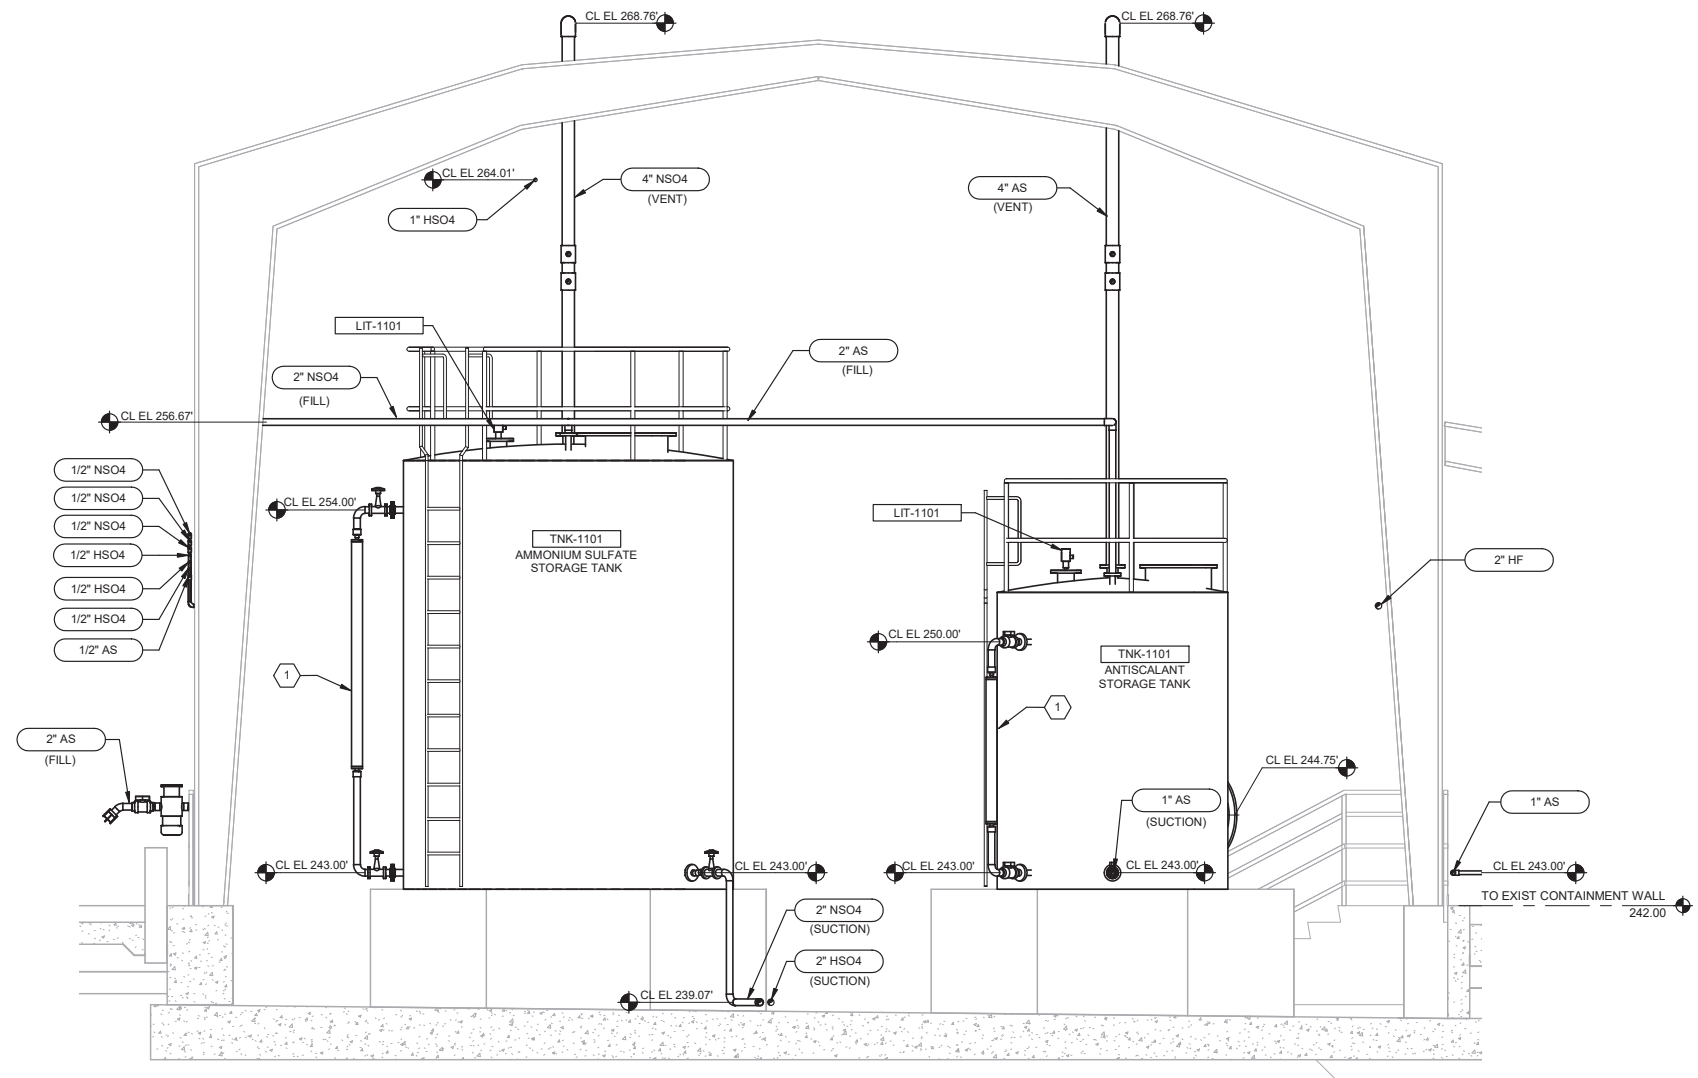 CL EL 268.76'
CL EL 268.76'
CL EL 264.01'
4" NSO4
(VENT)
4" AS
(VENT)
1" HSO4
LIT-1101
2" AS
(FILL)
2" NSO4
(FILL)
CL EL 256.67'
1/2" NSO4
1/2" NSO4
1/2" NSO4
1/2" HSO4
1/2" HSO4
1/2" HSO4
1/2" AS
CL EL 254.00'
TNK-1101
AMMONIUM SULFATE
STORAGE TANK
LIT-1101
2" HF
CL EL 250.00'
TNK-1101
ANTISCALANT
STORAGE TANK
1
1
2" AS
(FILL)
CL EL 244.75'
1" AS
(SUCTION)
1" AS
CL EL 243.00'
CL EL 243.00'
CL EL 243.00'
CL EL 243.00'
CL EL 243.00'
TO EXIST CONTAINMENT WALL
242.00
2" NSO4
(SUCTION)
2" HSO4
(SUCTION)
CL EL 239.07'